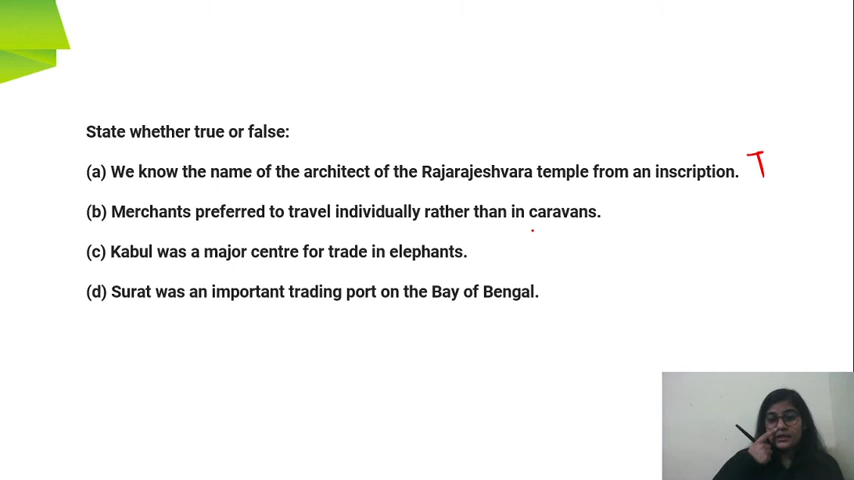 State whether true or false:
(a) We know the name of the architect of the Rajarajeshvara temple from an inscription. T
(b) Merchants preferred to travel individually rather than in caravans.
(c) Kabul was a major centre for trade in elephants.
(d) Surat was an important trading port on the Bay of Bengal.